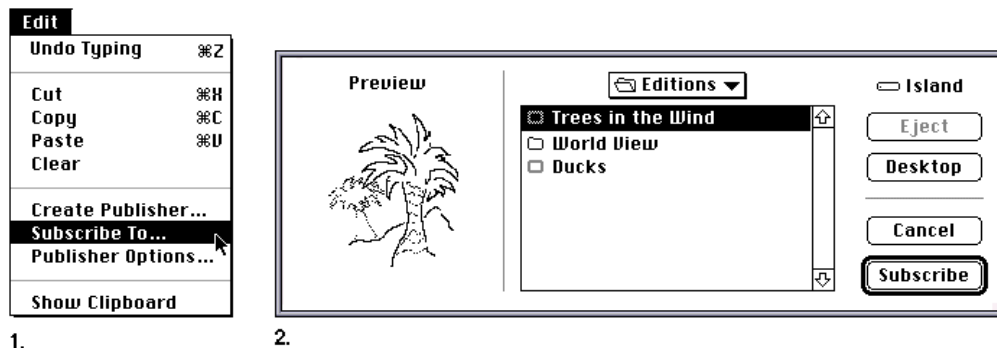 Edit
Undo Typing ⌘Z
Cut ⌘X
Copy ⌘C
Paste ⌘V
Clear
Create Publisher...
Subscribe To...
Publisher Options...
Show Clipboard
1.
Preview
Editions
Island
Trees in the Wind
World View
Ducks
Eject
Desktop
Cancel
Subscribe
2.